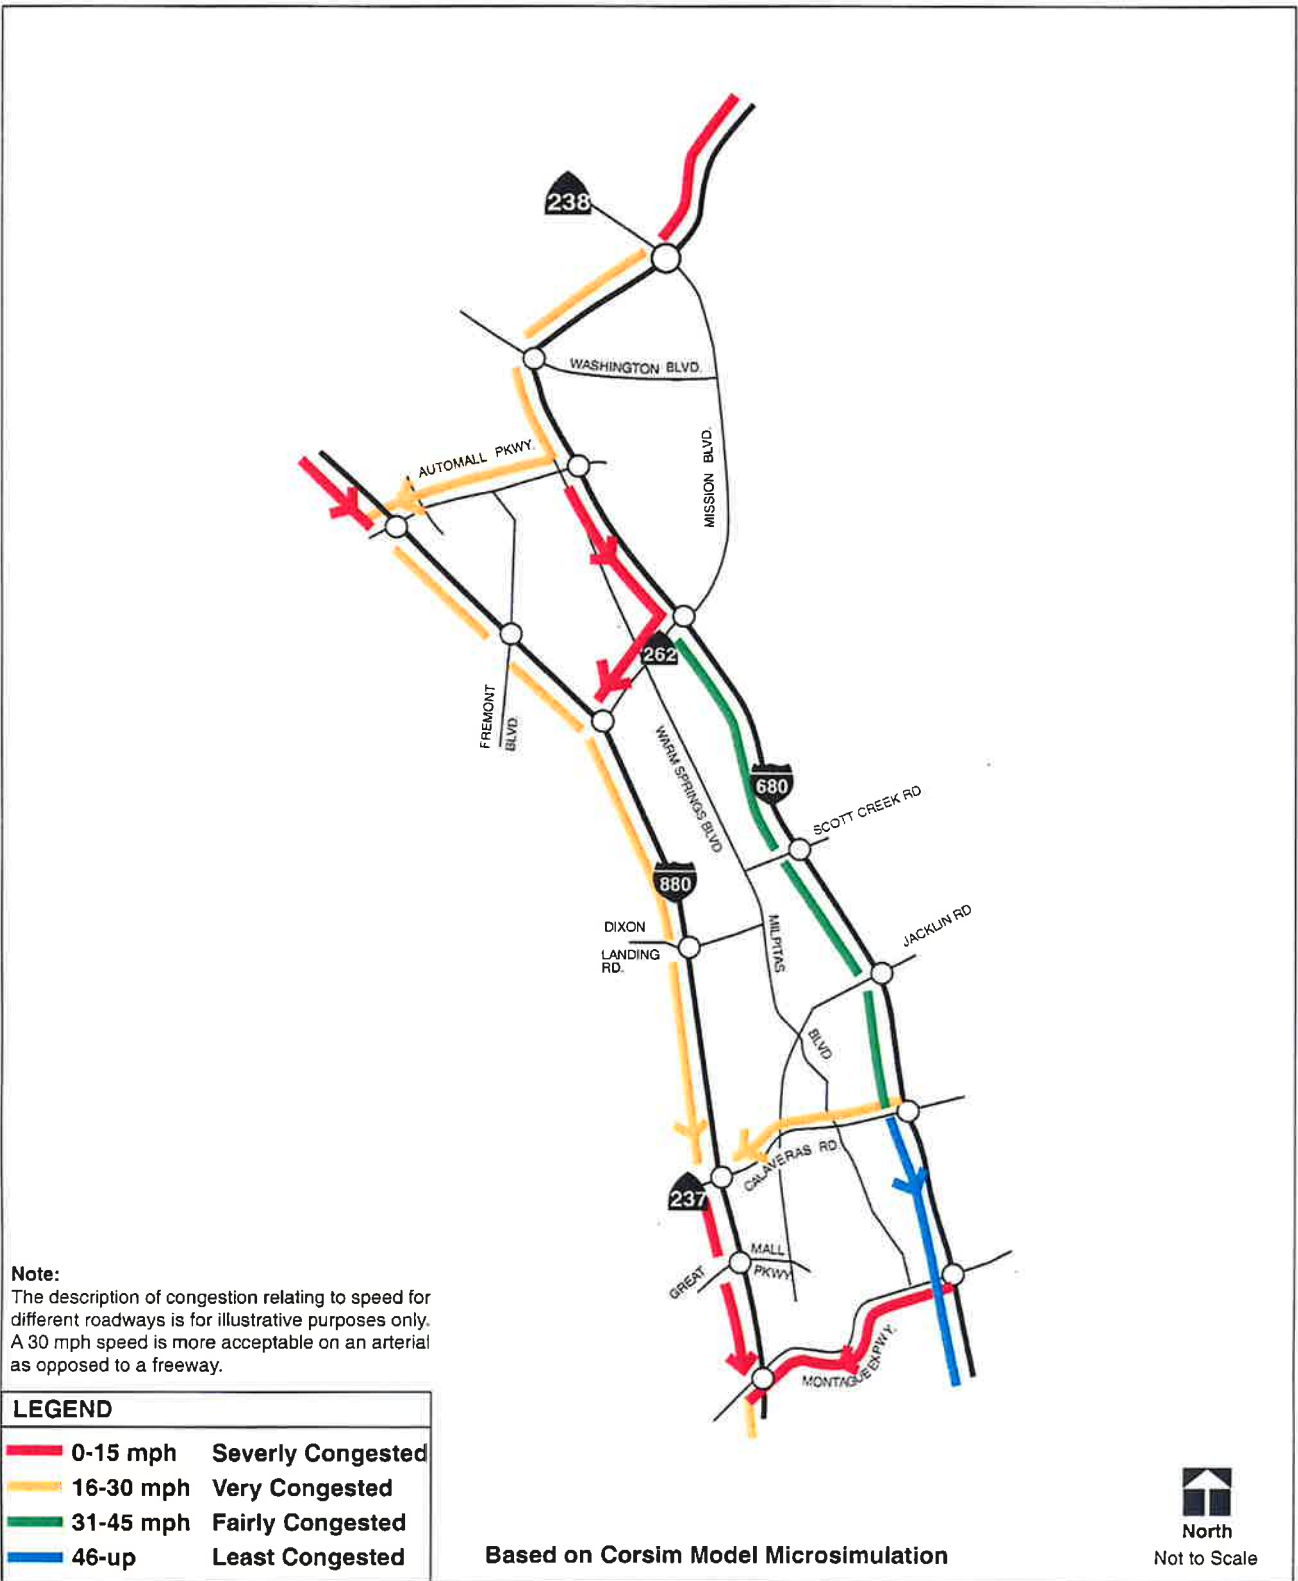 238
WASHINGTON BLVD.
AUTOMALL PKWY.
MISSION BLVD.
262
FREMONT
BLVD.
WARM SPRINGS BLVD
680
SCOTT CREEK RD
880
DIXON
LANDING
RD.
MILPITAS
BLVD
JACKLIN RD
CALAVERAS RD.
237
GREAT
MALL
PKWY
MONTAGUE EXPWY.
Note:
The description of congestion relating to speed for
different roadways is for illustrative purposes only.
A 30 mph speed is more acceptable on an arterial
as opposed to a freeway.
LEGEND
0-15 mph Severly Congested
16-30 mph Very Congested
31-45 mph Fairly Congested
46-up Least Congested
Based on Corsim Model Microsimulation
North
Not to Scale